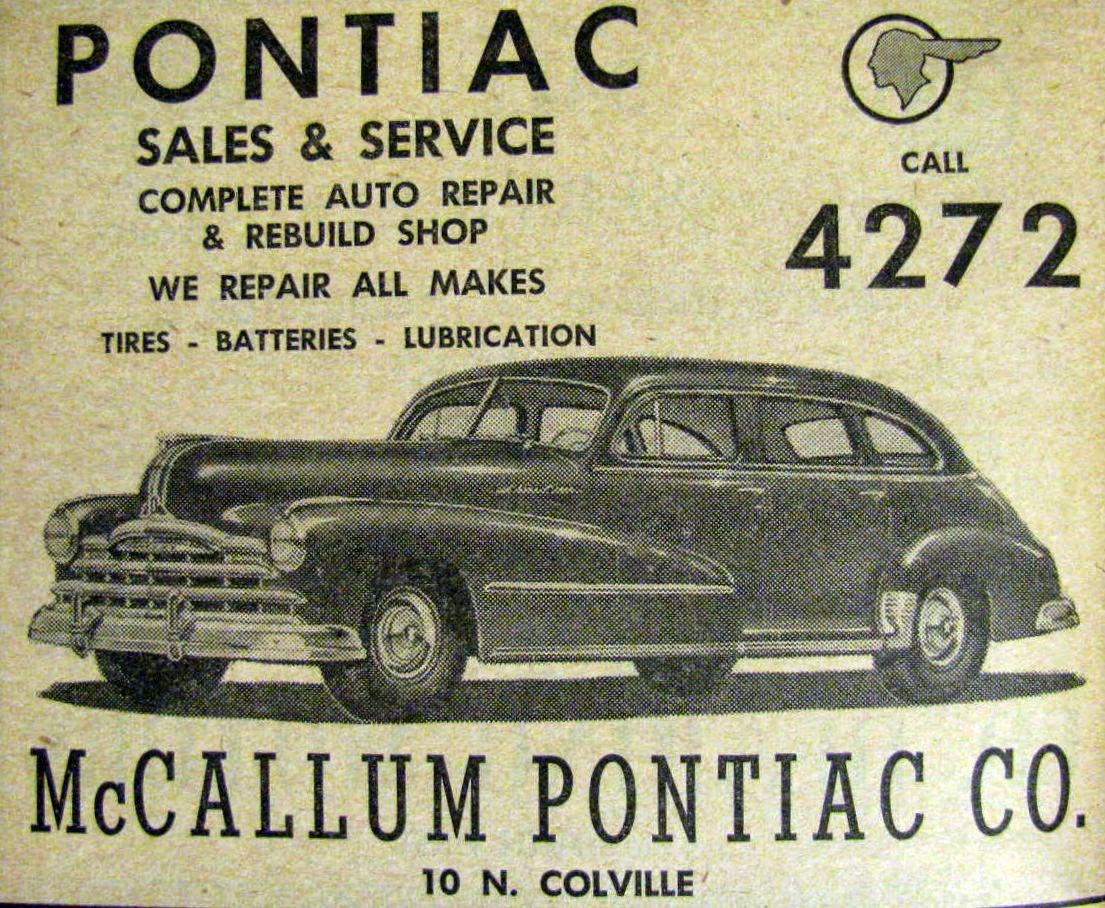 PONTIAC
SALES & SERVICE
COMPLETE AUTO REPAIR
& REBUILD SHOP
WE REPAIR ALL MAKES
TIRES - BATTERIES - LUBRICATION
CALL
4272
McCALLUM PONTIAC CO.
10 N. COLVILLE